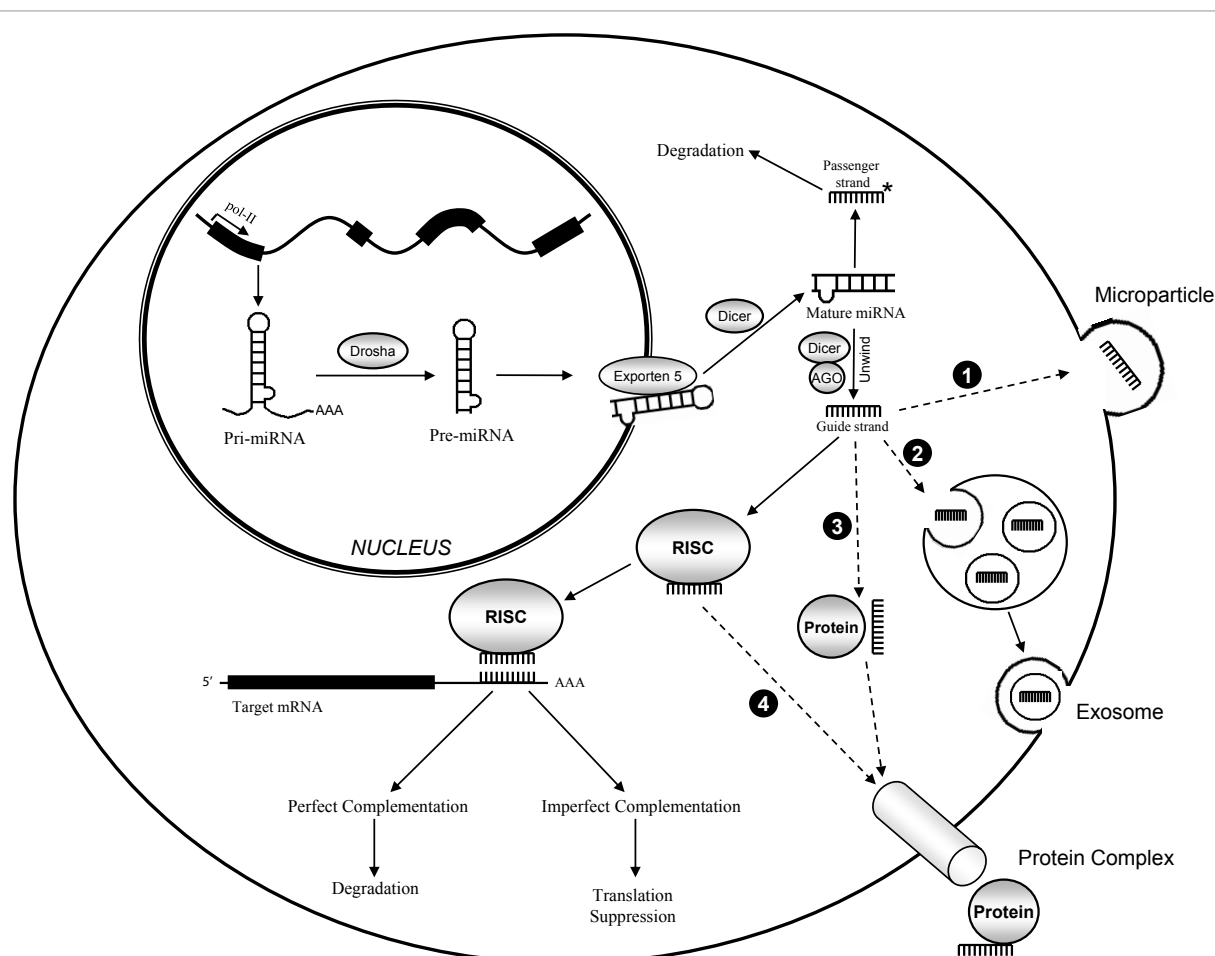 Degradation
Passenger
strand
*
pol-II
Microparticle
Dicer
Mature miRNA
Drosha
Exporten 5
Dicer
AGO
Unwind
1
AAA
Pri-miRNA
Pre-miRNA
Guide strand
2
3
NUCLEUS
RISC
RISC
Protein
5′
AAA
Target mRNA
4
Exosome
Perfect Complementation
Imperfect Complementation
Protein Complex
Degradation
Translation
Suppression
Protein